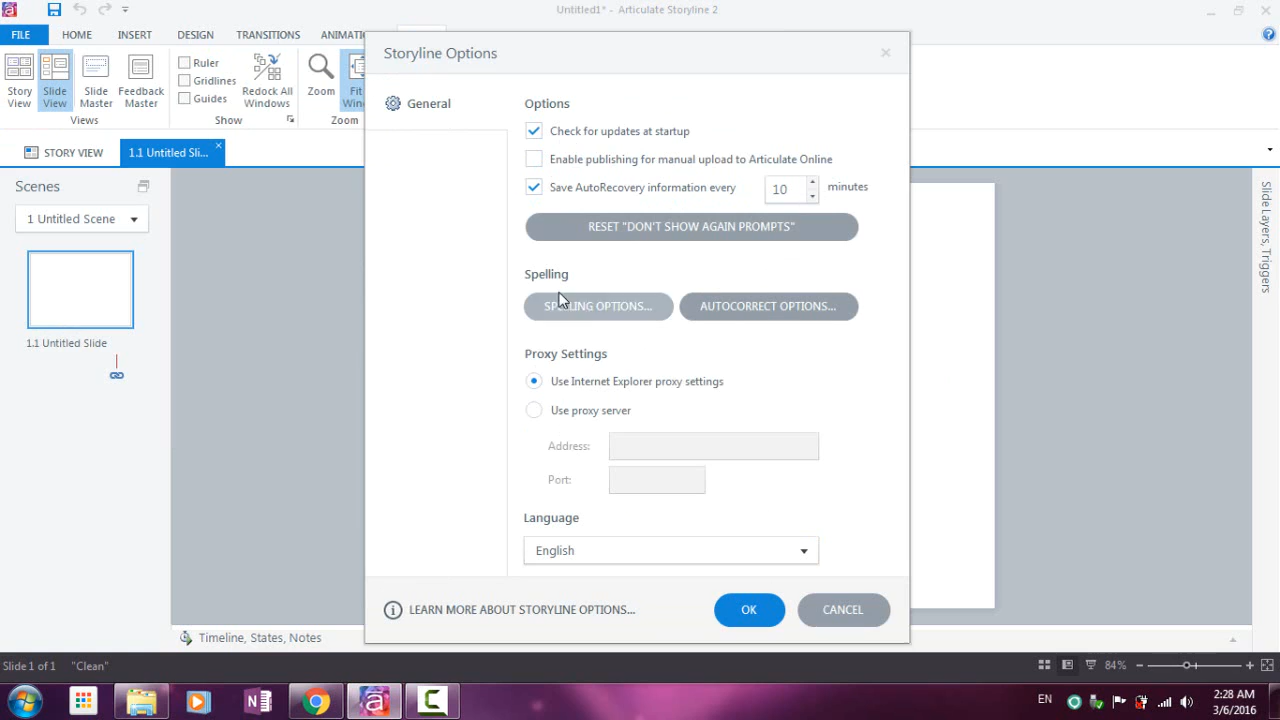 Untitled1* - Articulate Storyline 2
FILE HOME INSERT DESIGN TRANSITIONS ANIMATI
Story View
Slide View
Slide Master
Feedback Master
Views
Ruler
Gridlines
Guides
Redock All Windows
Show
Zoom
Fit
Win
Zoom
STORY VIEW
1.1 Untitled Sli...
Scenes
1 Untitled Scene
1.1 Untitled Slide
Storyline Options
General
Options
Check for updates at startup
Enable publishing for manual upload to Articulate Online
Save AutoRecovery information every 10 minutes
RESET "DON'T SHOW AGAIN PROMPTS"
Spelling
SPELLING OPTIONS... AUTOCORRECT OPTIONS...
Proxy Settings
Use Internet Explorer proxy settings
Use proxy server
Address:
Port:
Language
English
LEARN MORE ABOUT STORYLINE OPTIONS... OK CANCEL
Slide Layers, Triggers
Timeline, States, Notes
Slide 1 of 1 "Clean" 84%
EN 2:28 AM
3/6/2016